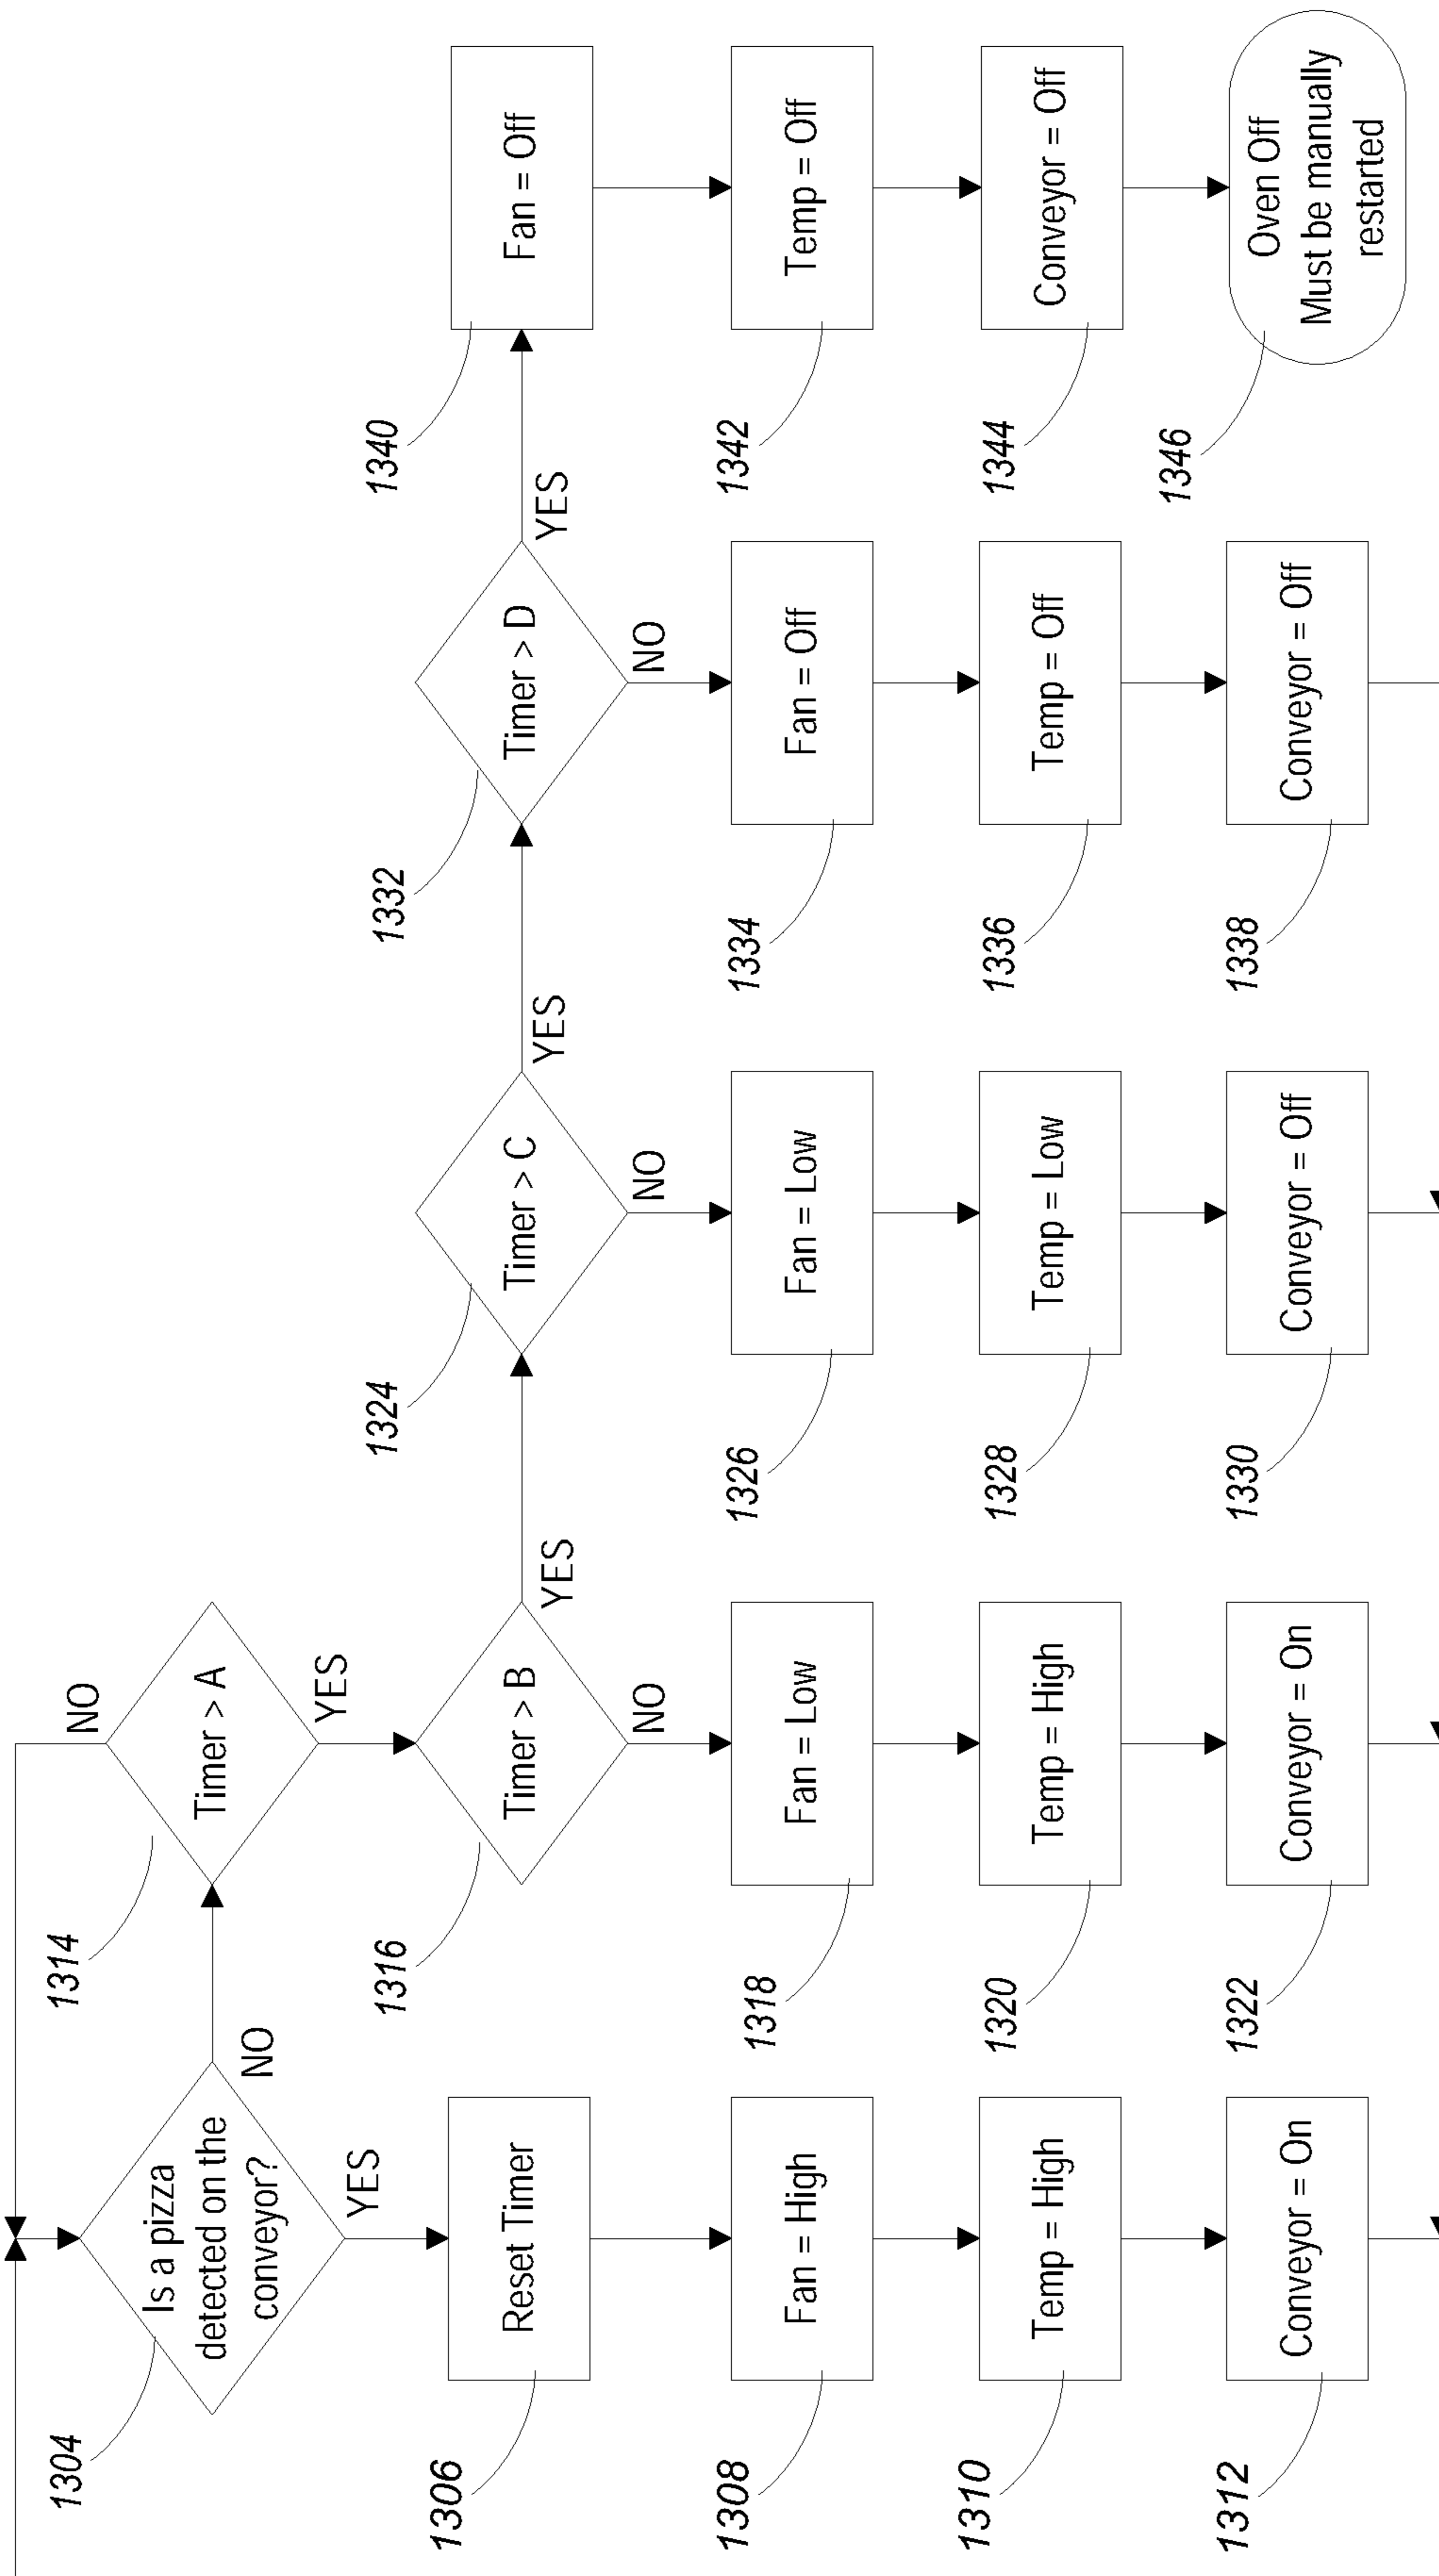 1304
Is a pizza
detected on the
conveyor?
NO
YES
1306
Reset Timer
1308
Fan = High
1310
Temp = High
1312
Conveyor = On
1314
Timer > A
NO
YES
1316
Timer > B
YES
NO
1318
Fan = Low
1320
Temp = High
1322
Conveyor = On
1324
Timer > C
YES
NO
1326
Fan = Low
1328
Temp = Low
1330
Conveyor = Off
1332
Timer > D
YES
NO
1334
Fan = Off
1336
Temp = Off
1338
Conveyor = Off
1340
Fan = Off
1342
Temp = Off
1344
Conveyor = Off
1346
Oven Off
Must be manually
restarted